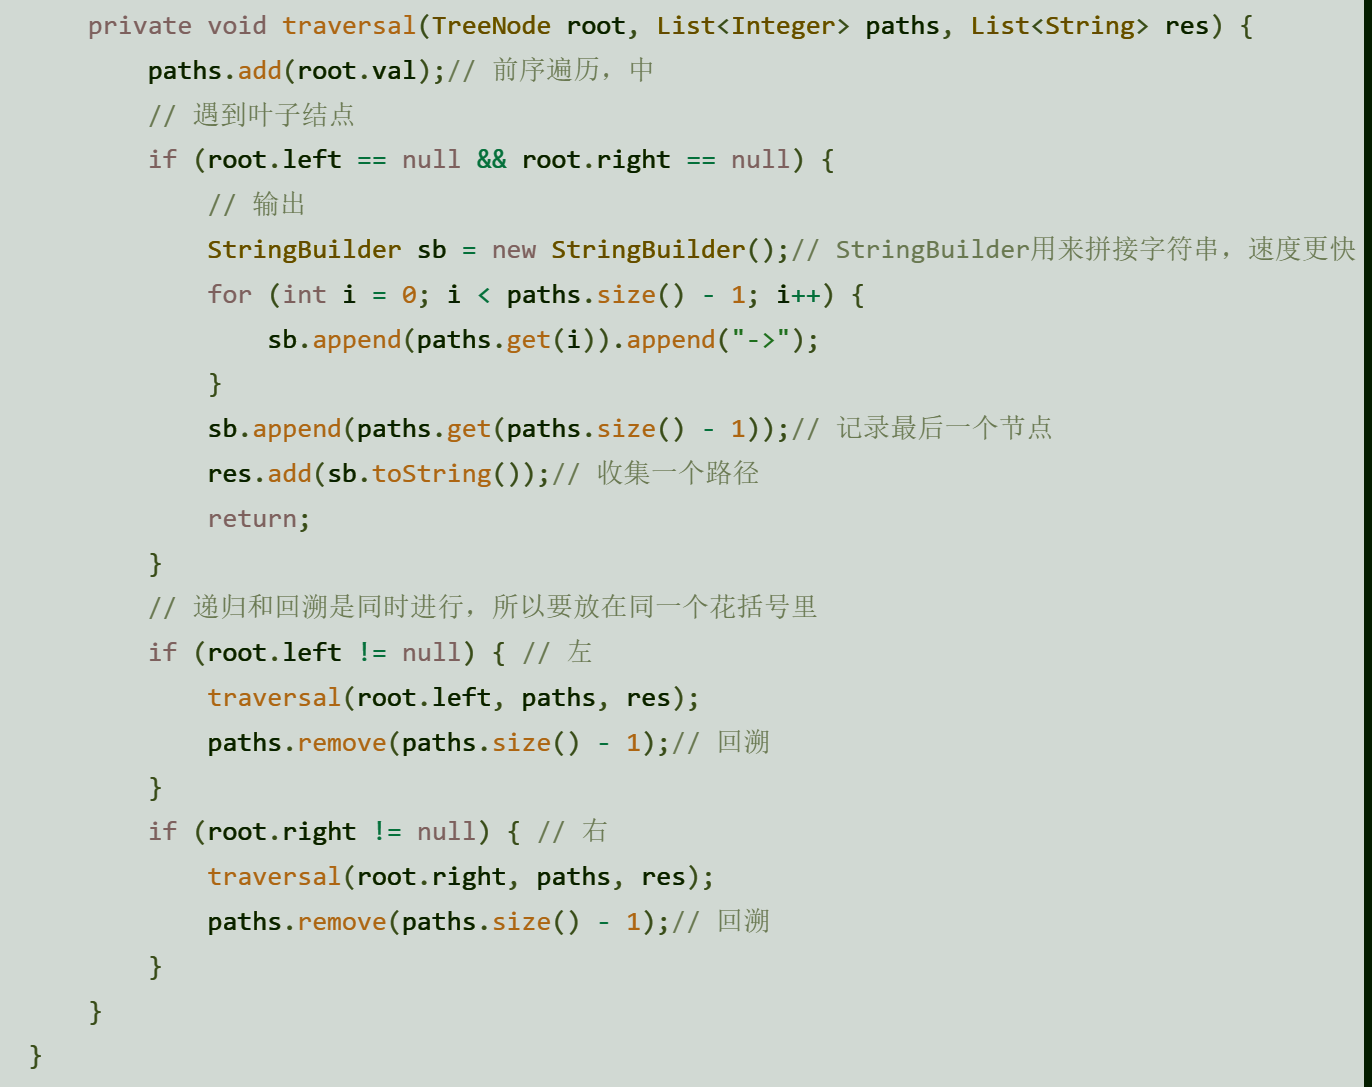 private void traversal(TreeNode root, List<Integer> paths, List<String> res) {
paths.add(root.val);// 前序遍历，中
// 遇到叶子结点
if (root.left == null && root.right == null) {
// 输出
StringBuilder sb = new StringBuilder();// StringBuilder用来拼接字符串，速度更快
for (int i = 0; i < paths.size() - 1; i++) {
sb.append(paths.get(i)).append("->");
}
sb.append(paths.get(paths.size() - 1));// 记录最后一个节点
res.add(sb.toString());// 收集一个路径
return;
}
// 递归和回溯是同时进行，所以要放在同一个花括号里
if (root.left != null) { // 左
traversal(root.left, paths, res);
paths.remove(paths.size() - 1);// 回溯
}
if (root.right != null) { // 右
traversal(root.right, paths, res);
paths.remove(paths.size() - 1);// 回溯
}
}
}